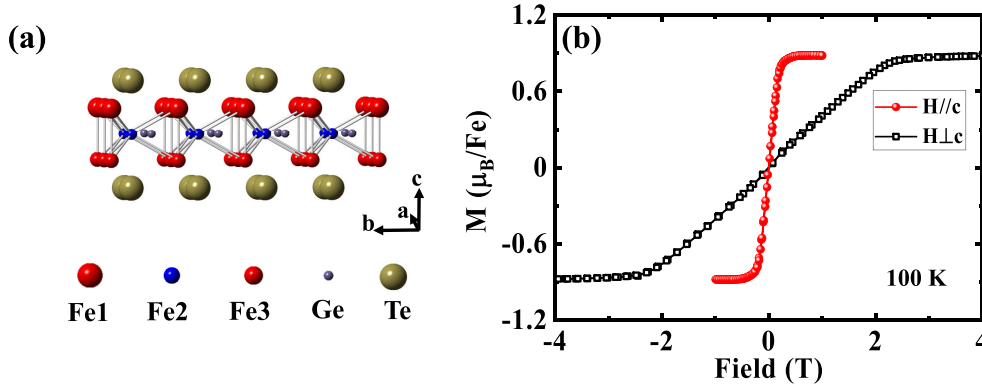 (a)
c
a
b
Fe1 Fe2 Fe3 Ge Te
(b)
M (μB/Fe)
1.2
0.6
0
-0.6
-1.2
H//c
H⊥c
100 K
-4 -2 0 2 4
Field (T)